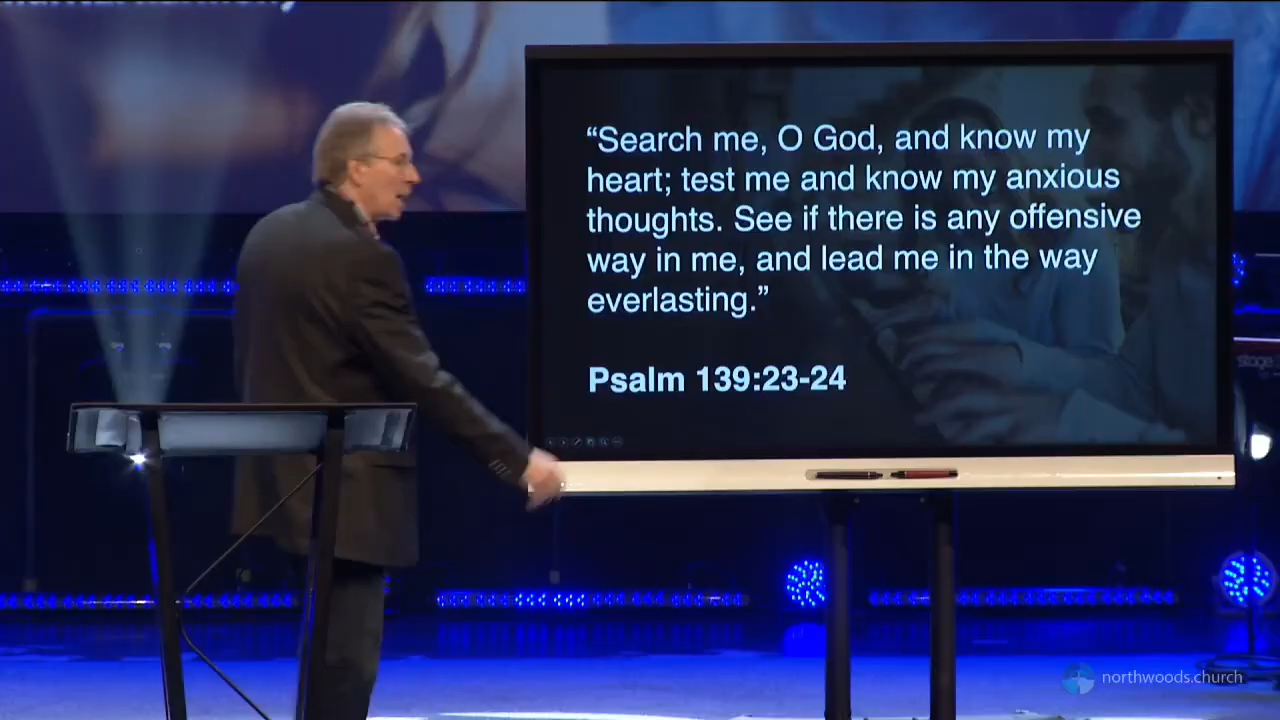 “Search me, O God, and know my
heart; test me and know my anxious
thoughts. See if there is any offensive
way in me, and lead me in the way
everlasting.”
Psalm 139:23-24
stage
northwoods.church